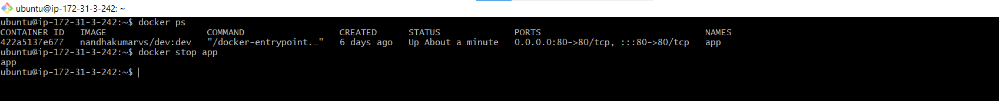 ubuntu@ip-172-31-3-242: ~
ubuntu@ip-172-31-3-242:~$ docker ps
CONTAINER ID   IMAGE                   COMMAND                  CREATED      STATUS              PORTS                               NAMES
422a5137e677   nandhakumarvs/dev:dev   "/docker-entrypoint.…"   6 days ago   Up About a minute   0.0.0.0:80->80/tcp, :::80->80/tcp   app
ubuntu@ip-172-31-3-242:~$ docker stop app
app
ubuntu@ip-172-31-3-242:~$